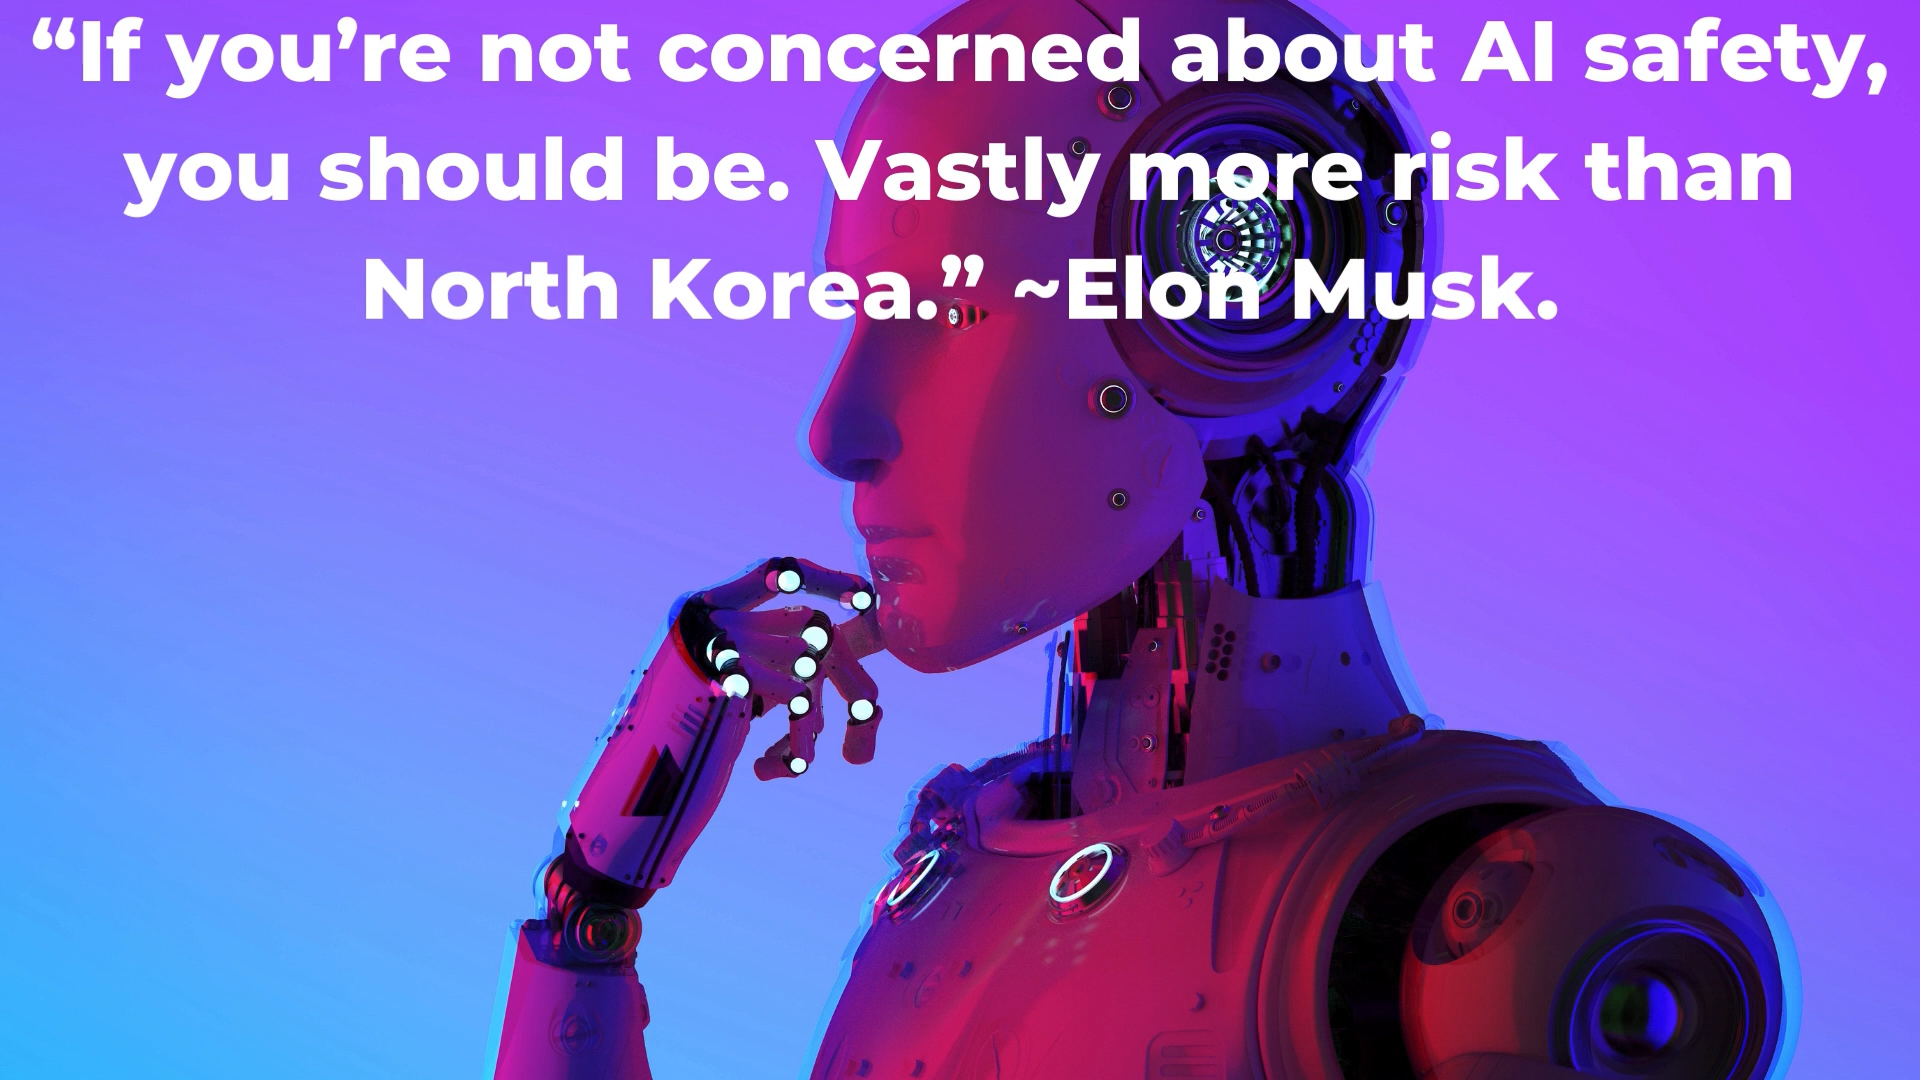 “If you’re not concerned about AI safety,
you should be. Vastly more risk than
North Korea.” ~Elon Musk.